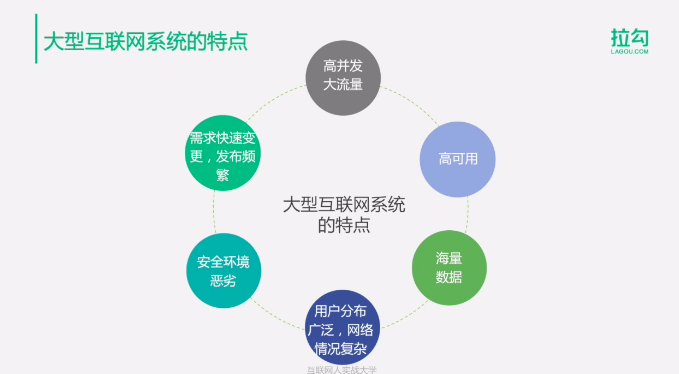 大型互联网系统的特点
拉勾
LAGOU.COM
高并发
大流量
高可用
海量
数据
用户分布
广泛，网络
情况复杂
安全环境
恶劣
需求快速变
更，发布频
繁
大型互联网系统
的特点
互联网人实战大学